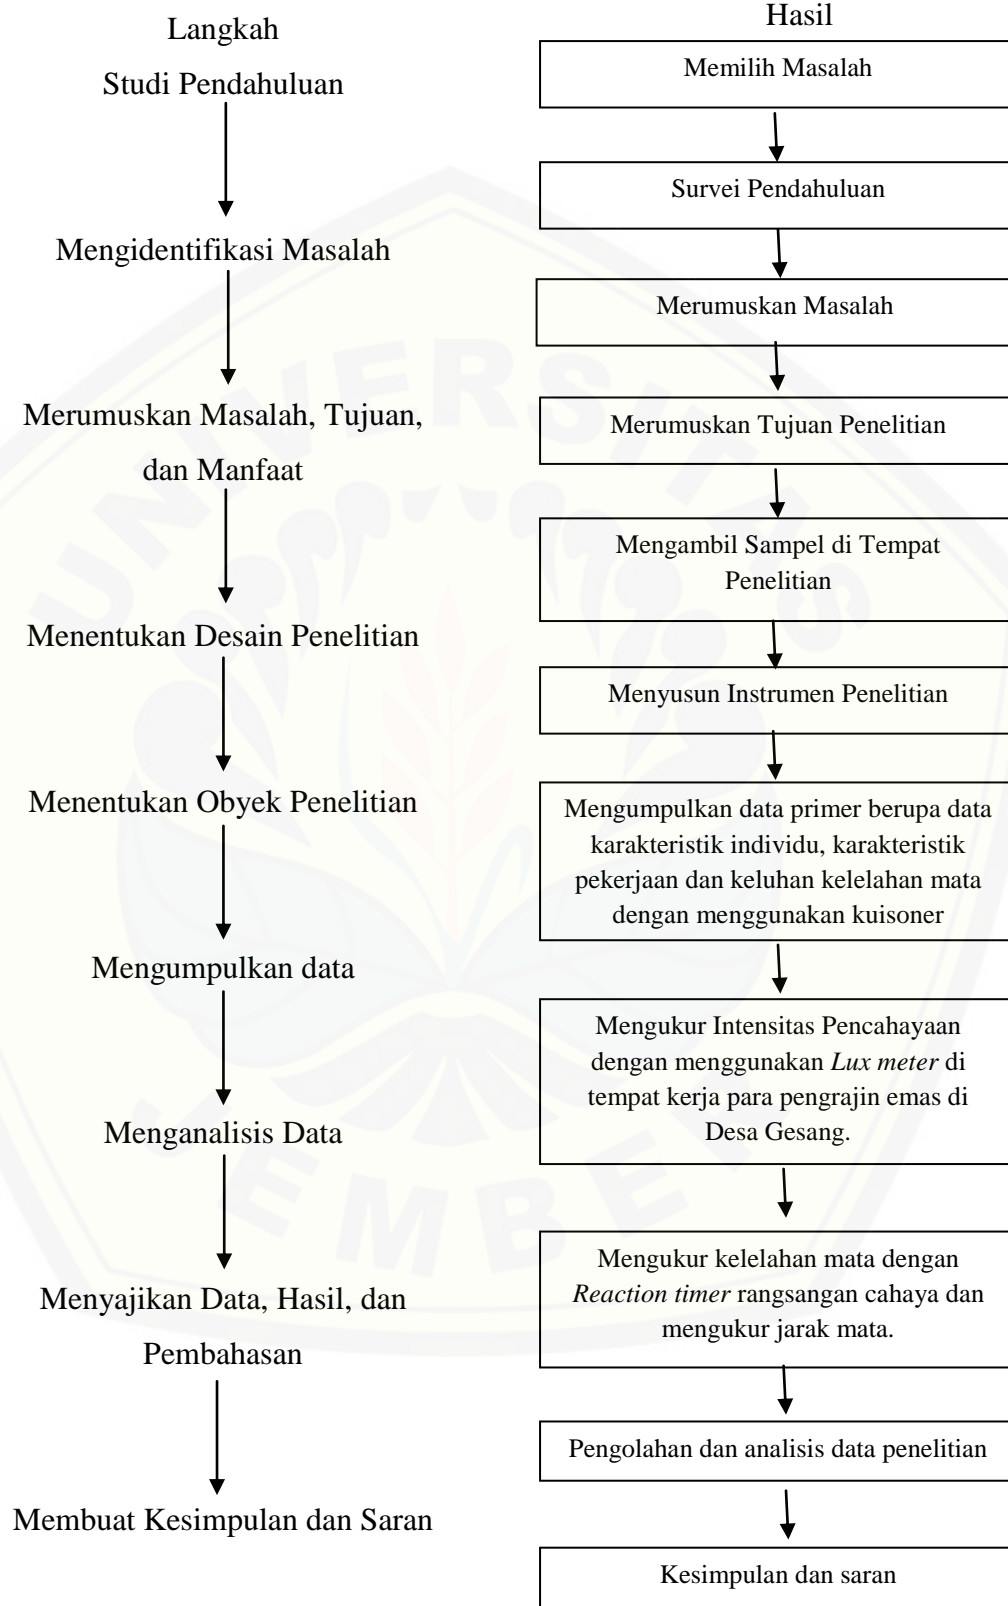 Langkah
Studi Pendahuluan
Mengidentifikasi Masalah
Merumuskan Masalah, Tujuan,
dan Manfaat
Menentukan Desain Penelitian
Menentukan Obyek Penelitian
Mengumpulkan data
Menganalisis Data
Menyajikan Data, Hasil, dan
Pembahasan
Membuat Kesimpulan dan Saran
Hasil
Memilih Masalah
Survei Pendahuluan
Merumuskan Masalah
Merumuskan Tujuan Penelitian
Mengambil Sampel di Tempat
Penelitian
Menyusun Instrumen Penelitian
Mengumpulkan data primer berupa data
karakteristik individu, karakteristik
pekerjaan dan keluhan kelelahan mata
dengan menggunakan kuisoner
Mengukur Intensitas Pencahayaan
dengan menggunakan Lux meter di
tempat kerja para pengrajin emas di
Desa Gesang.
Mengukur kelelahan mata dengan
Reaction timer rangsangan cahaya dan
mengukur jarak mata.
Pengolahan dan analisis data penelitian
Kesimpulan dan saran
UNIVERSITAS
JEMBER